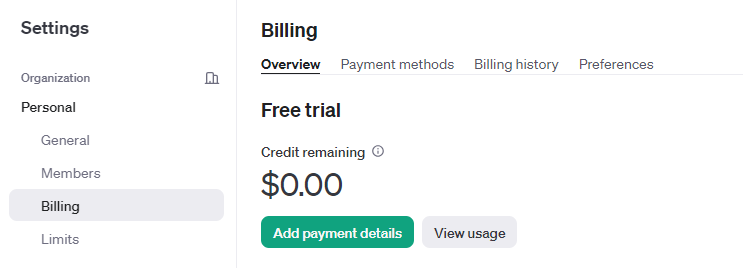 Settings
Organization
Personal
General
Members
Billing
Limits
Billing
Overview Payment methods Billing history Preferences
Free trial
Credit remaining
$0.00
Add payment details View usage